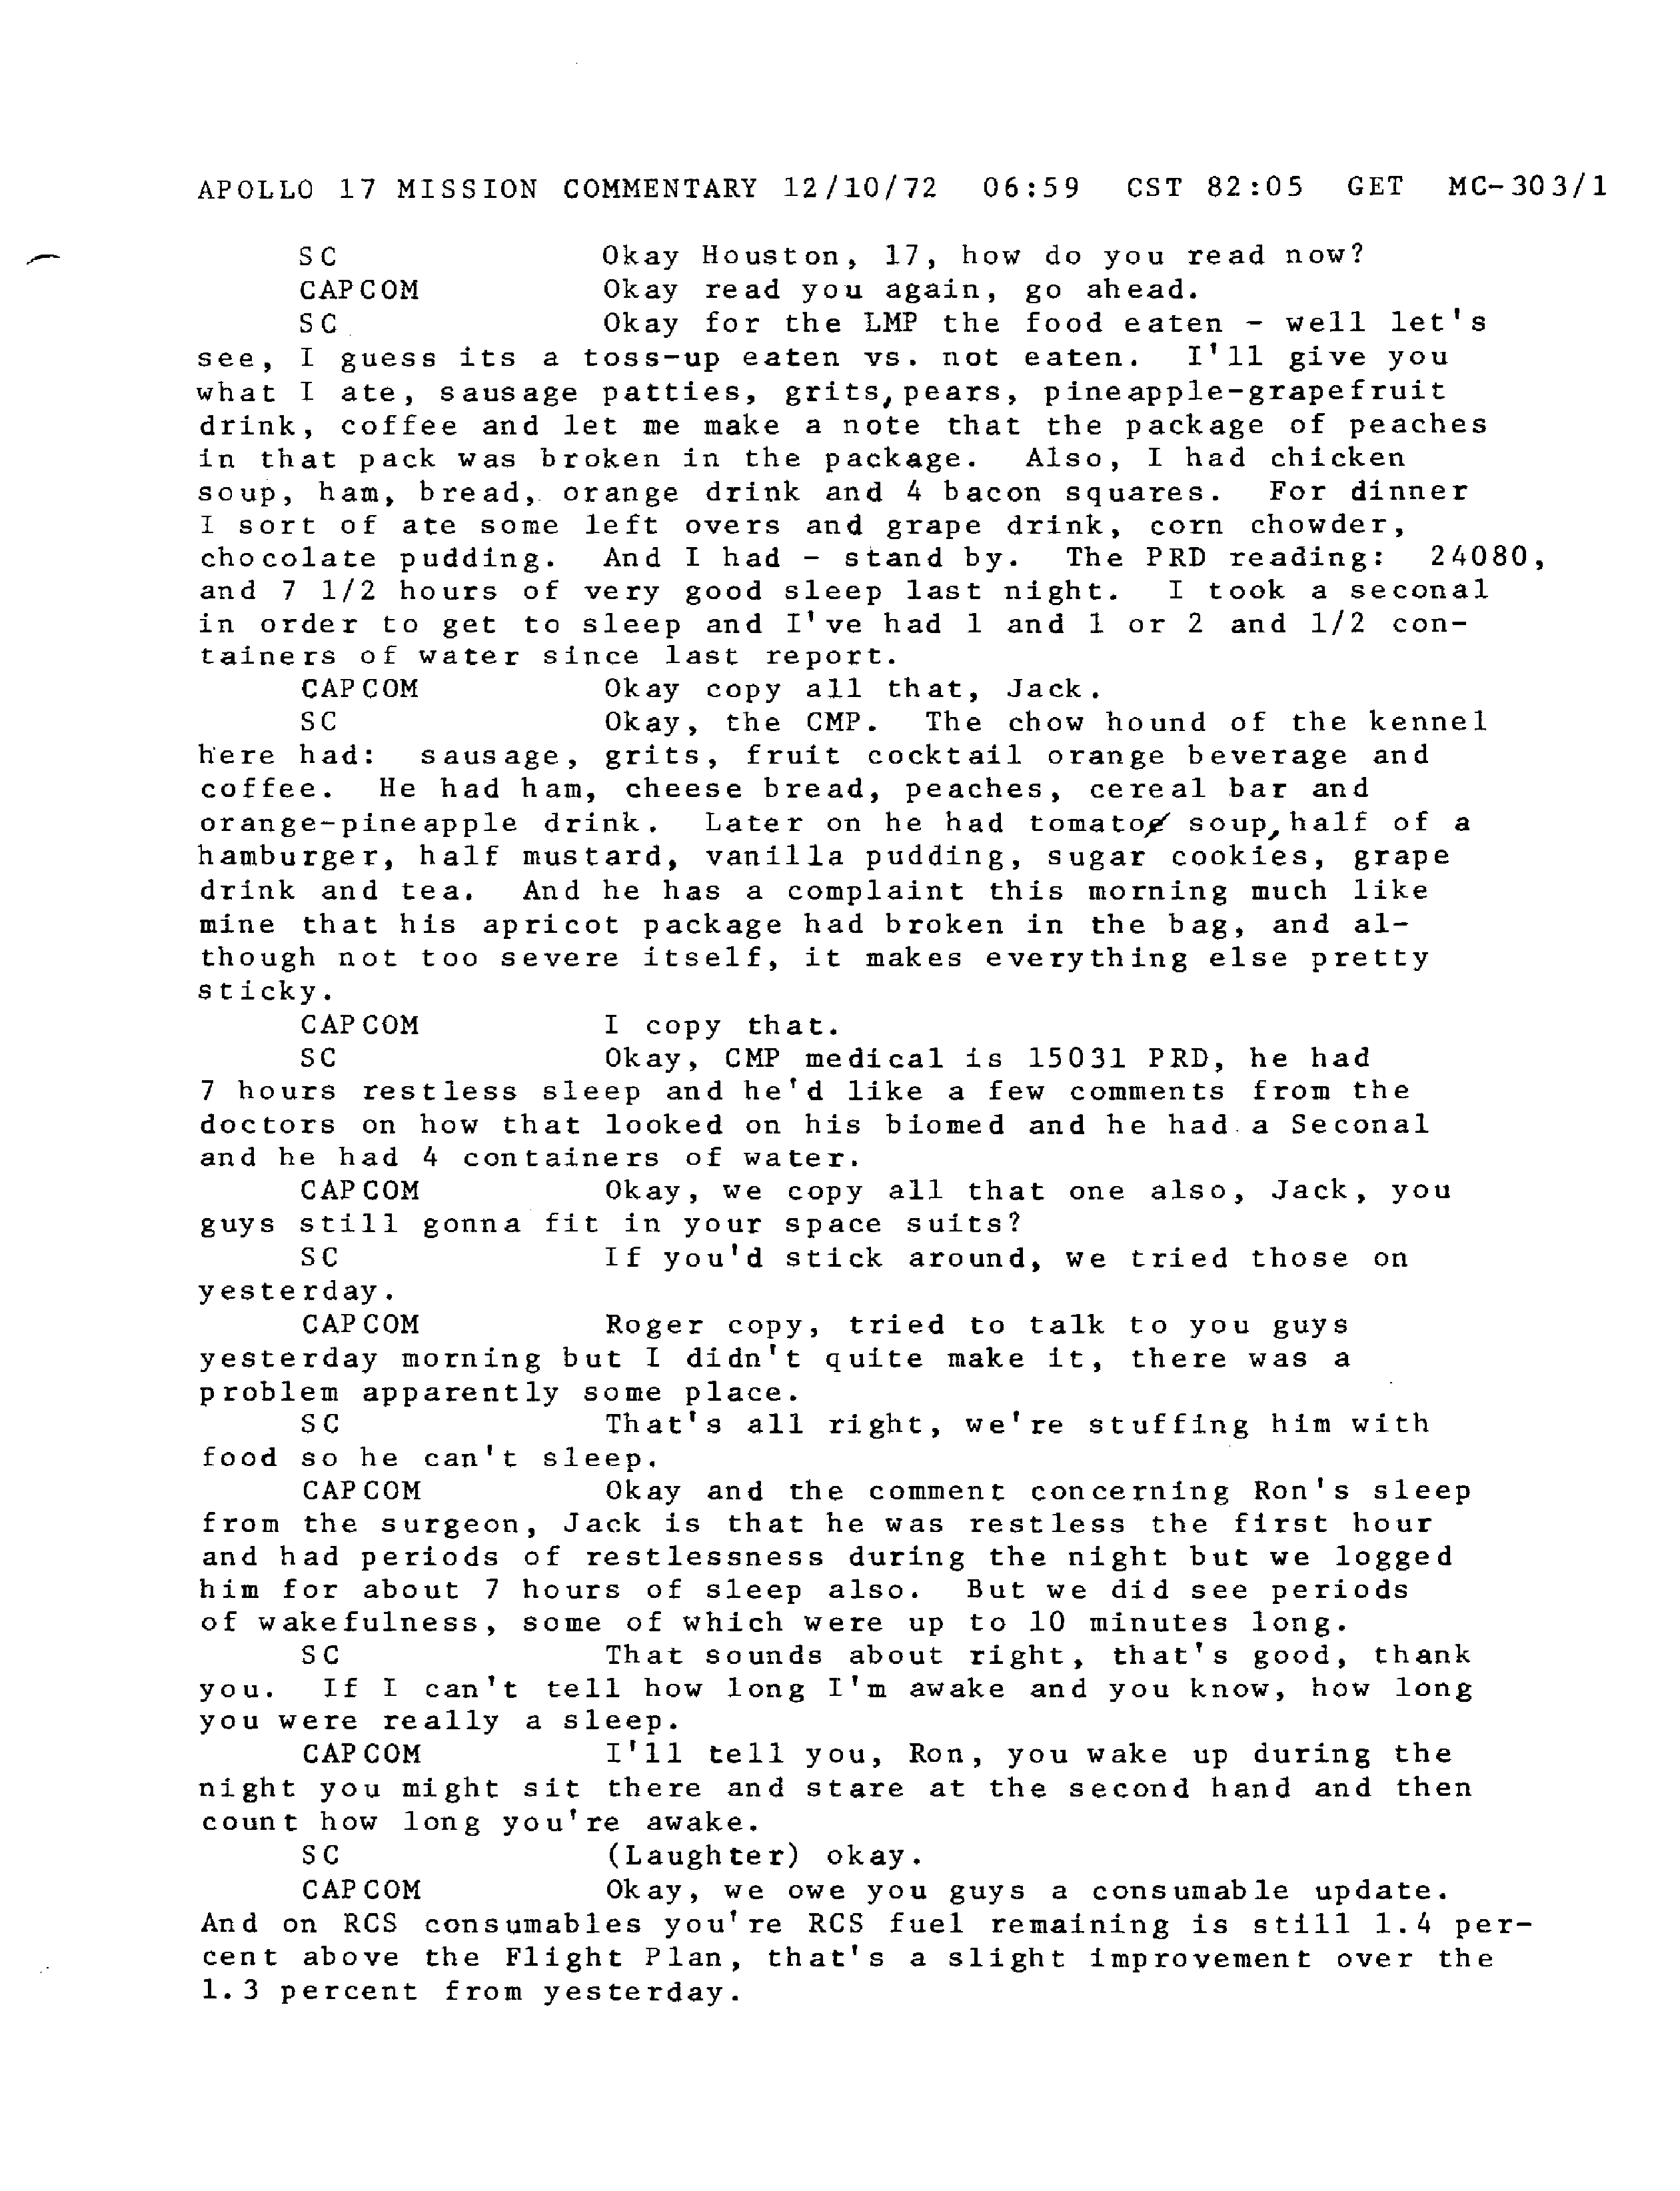 APOLLO 17 MISSION COMMENTARY 12/10/72 06:59 CST 82:05 GET MC-303/1
SC Okay Houston, 17, how do you read now?
CAPCOM Okay read you again, go ahead.
SC Okay for the LMP the food eaten - well let's
see, I guess its a toss-up eaten vs. not eaten. I'll give you
what I ate, sausage patties, grits, pears, pineapple-grapefruit
drink, coffee and let me make a note that the package of peaches
in that pack was broken in the package. Also, I had chicken
soup, ham, bread, orange drink and 4 bacon squares. For dinner
I sort of ate some left overs and grape drink, corn chowder,
chocolate pudding. And I had - stand by. The PRD reading: 24080,
and 7 1/2 hours of very good sleep last night. I took a seconal
in order to get to sleep and I've had 1 and 1 or 2 and 1/2 con-
tainers of water since last report.
CAPCOM Okay copy all that, Jack.
SC Okay, the CMP. The chow hound of the kennel
here had: sausage, grits, fruit cocktail orange beverage and
coffee. He had ham, cheese bread, peaches, cereal bar and
orange-pineapple drink. Later on he had tomato soup, half of a
hamburger, half mustard, vanilla pudding, sugar cookies, grape
drink and tea. And he has a complaint this morning much like
mine that his apricot package had broken in the bag, and al-
though not too severe itself, it makes everything else pretty
sticky.
CAPCOM I copy that.
SC Okay, CMP medical is 15031 PRD, he had
7 hours restless sleep and he'd like a few comments from the
doctors on how that looked on his biomed and he had a Seconal
and he had 4 containers of water.
CAPCOM Okay, we copy all that one also, Jack, you
guys still gonna fit in your space suits?
SC If you'd stick around, we tried those on
yesterday.
CAPCOM Roger copy, tried to talk to you guys
yesterday morning but I didn't quite make it, there was a
problem apparently some place.
SC That's all right, we're stuffing him with
food so he can't sleep.
CAPCOM Okay and the comment concerning Ron's sleep
from the surgeon, Jack is that he was restless the first hour
and had periods of restlessness during the night but we logged
him for about 7 hours of sleep also. But we did see periods
of wakefulness, some of which were up to 10 minutes long.
SC That sounds about right, that's good, thank
you. If I can't tell how long I'm awake and you know, how long
you were really a sleep.
CAPCOM I'll tell you, Ron, you wake up during the
night you might sit there and stare at the second hand and then
count how long you're awake.
SC (Laughter) okay.
CAPCOM Okay, we owe you guys a consumable update.
And on RCS consumables you're RCS fuel remaining is still 1.4 per-
cent above the Flight Plan, that's a slight improvement over the
1.3 percent from yesterday.